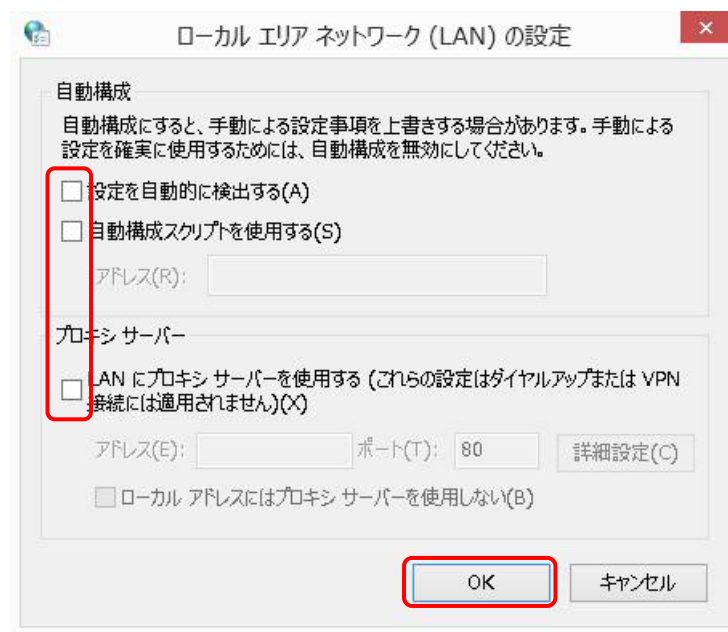 ローカル エリア ネットワーク (LAN) の設定
自動構成
自動構成にすると、手動による設定事項を上書きする場合があります。手動による
設定を確実に使用するためには、自動構成を無効にしてください。
設定を自動的に検出する(A)
自動構成スクリプトを使用する(S)
アドレス(R):
プロキシ サーバー
LAN にプロキシ サーバーを使用する (これらの設定はダイヤルアップまたは VPN
接続には適用されません)(X)
アドレス(E): ポート(T): 80 詳細設定(C)
ローカル アドレスにはプロキシ サーバーを使用しない(B)
OK キャンセル